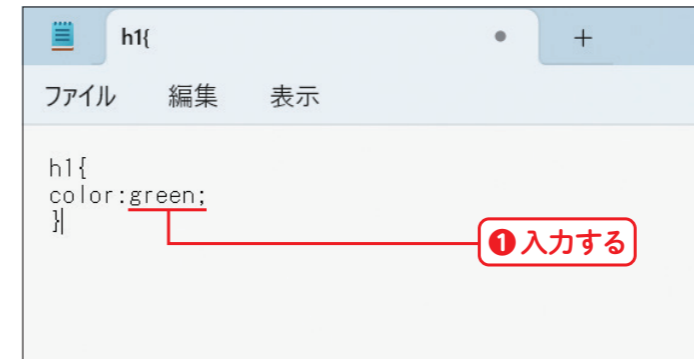 h1{
+
ファイル 編集 表示
h1{
color:green;
}
❶入力する